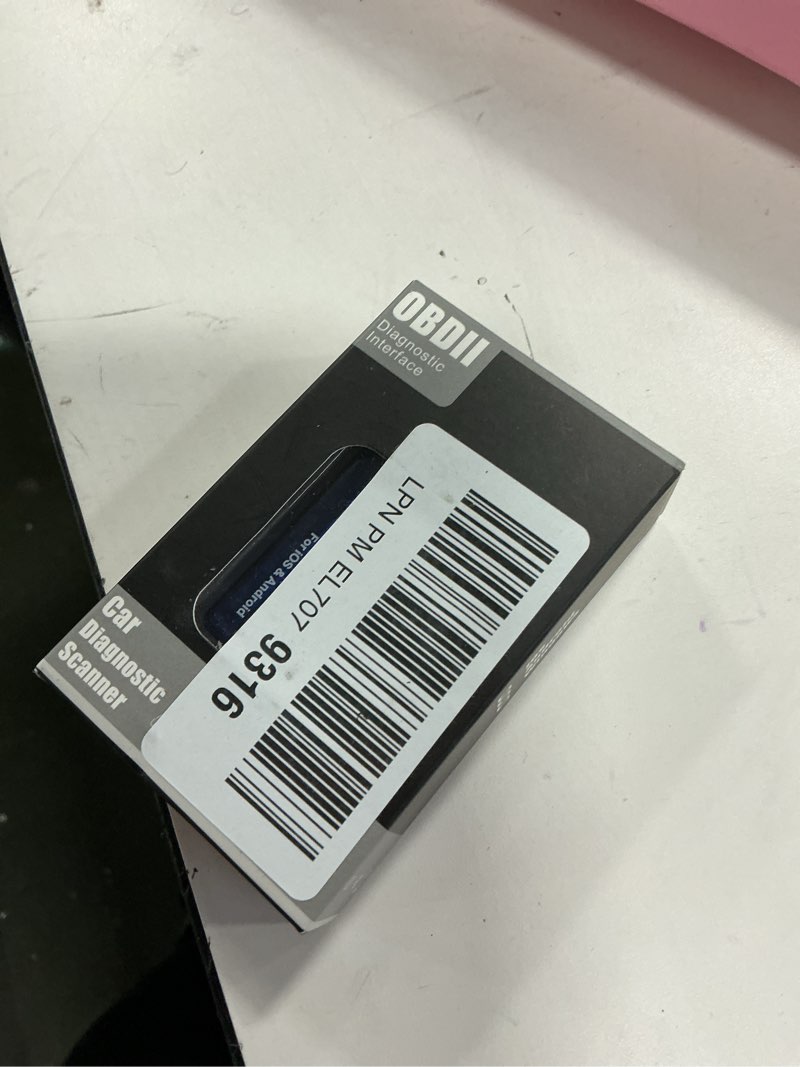 OBDII
Diagnostic
Interface
For iOS & Android
Car
Diagnostic
Scanner
LPN PM EL707 9316